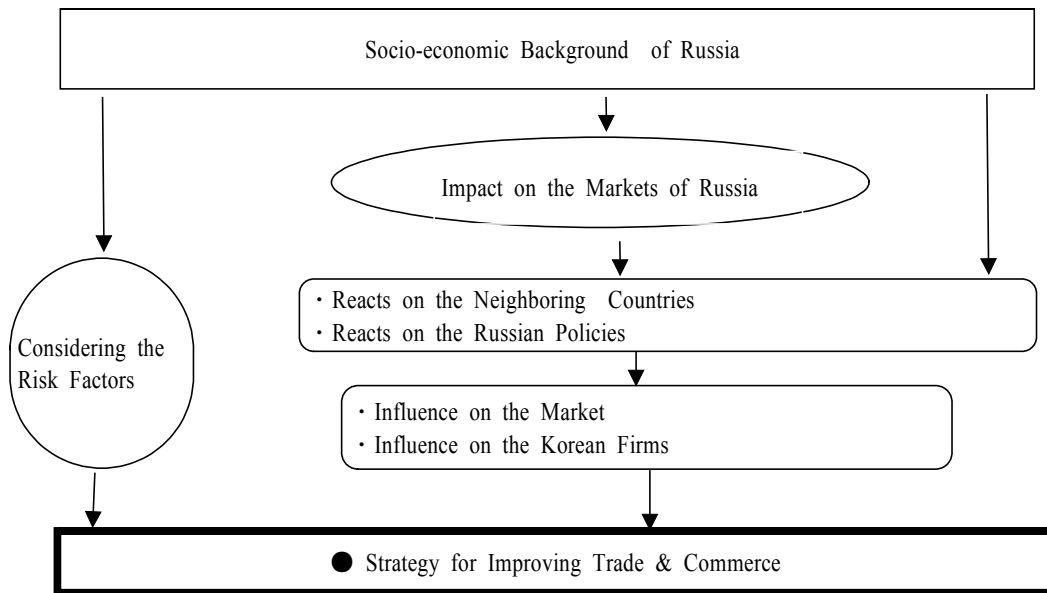 Socio-economic Background of Russia
Impact on the Markets of Russia
・Reacts on the Neighboring Countries
・Reacts on the Russian Policies
Considering the
Risk Factors
・Influence on the Market
・Influence on the Korean Firms
● Strategy for Improving Trade & Commerce